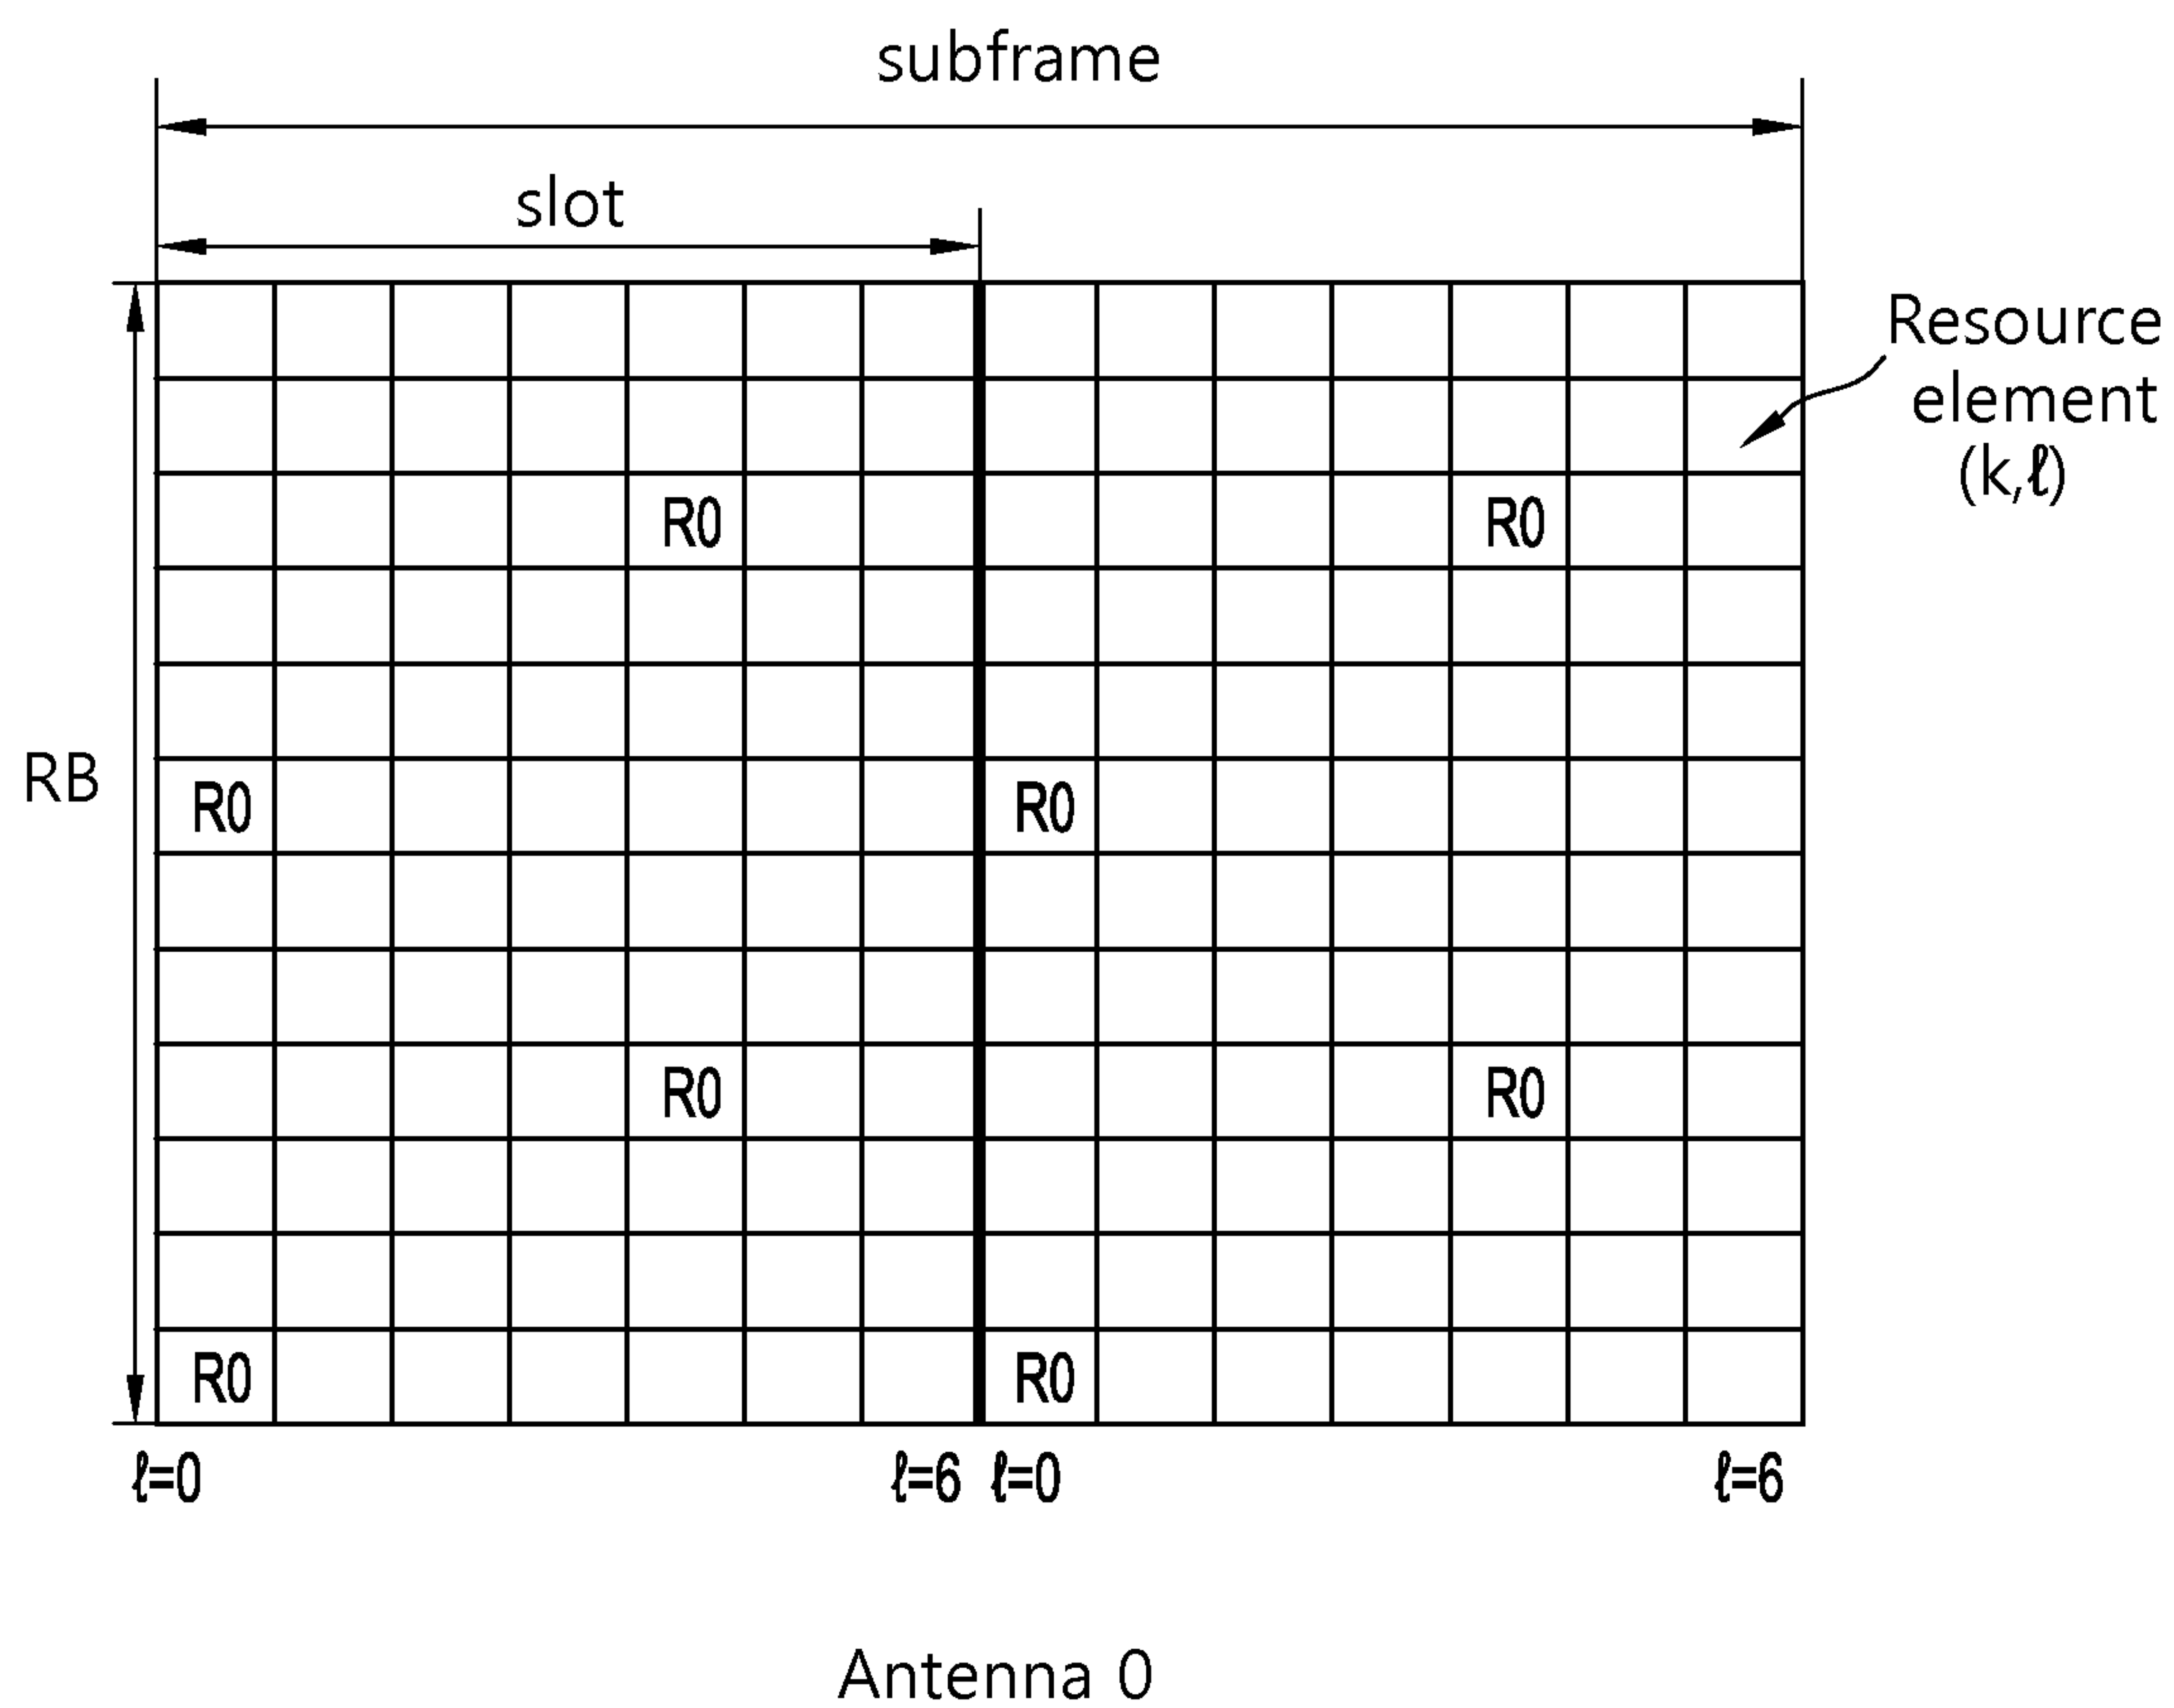 subframe
slot
Resource
element
(k,ℓ)
R0 R0
RB
R0 R0
R0 R0
R0 R0
ℓ=0 ℓ=6 ℓ=0 ℓ=6
Antenna 0